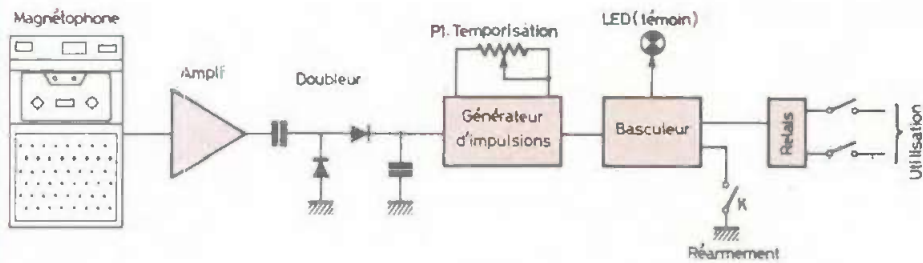 Magnétophone
Ampli
Doubleur
P1. Temporisation
Générateur
d'impulsions
LED (témoin)
Basculeur
K
Réarmement
Relais
Utilisation